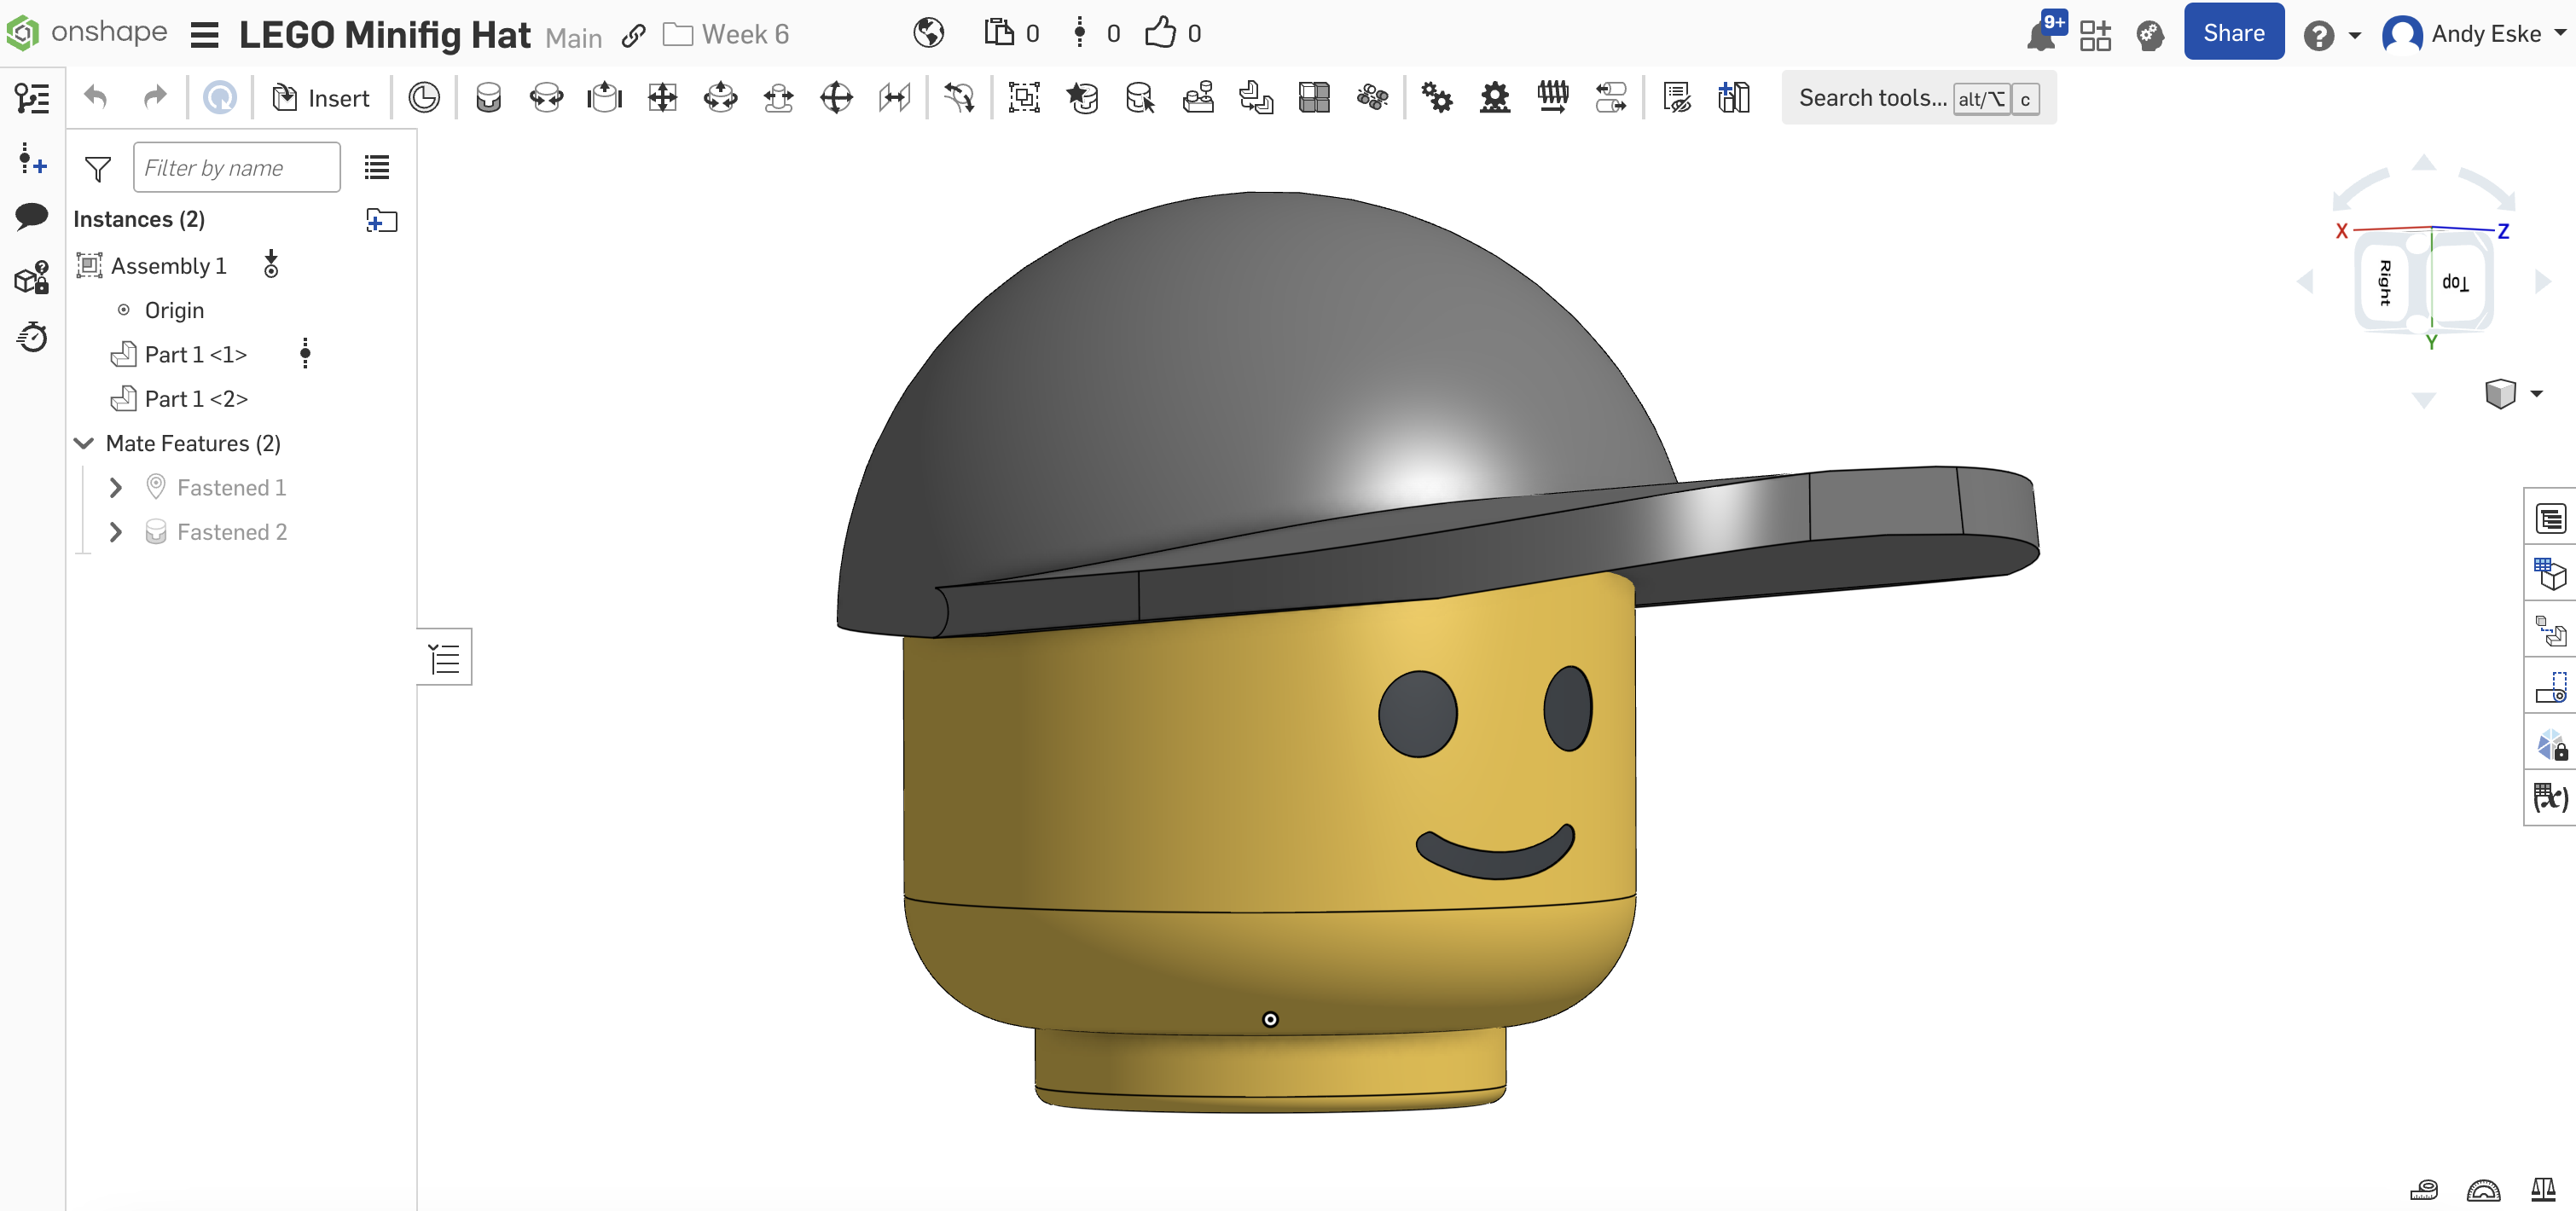 onshape LEGO Minifig Hat Main Week 6 0 0 0 9+ Share Andy Eske
Insert Search tools... alt/⌥ c
Filter by name
Instances (2)
Assembly 1
Origin
Part 1 <1>
Part 1 <2>
Mate Features (2)
Fastened 1
Fastened 2
X Z
Right Top
Y
(x)